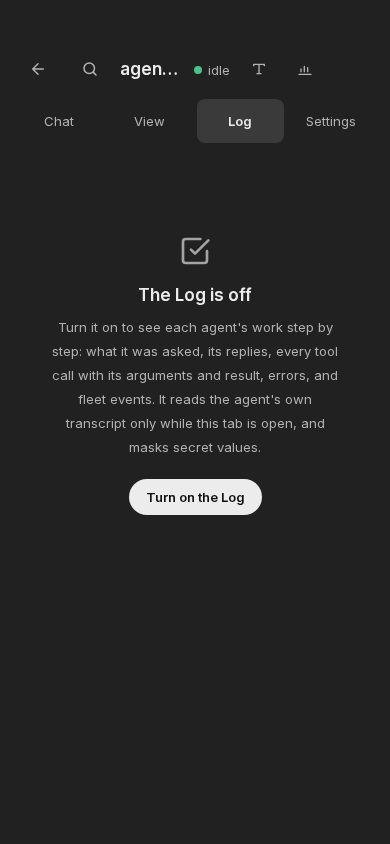 agen... idle
Chat View Log Settings
The Log is off
Turn it on to see each agent's work step by
step: what it was asked, its replies, every tool
call with its arguments and result, errors, and
fleet events. It reads the agent's own
transcript only while this tab is open, and
masks secret values.
Turn on the Log